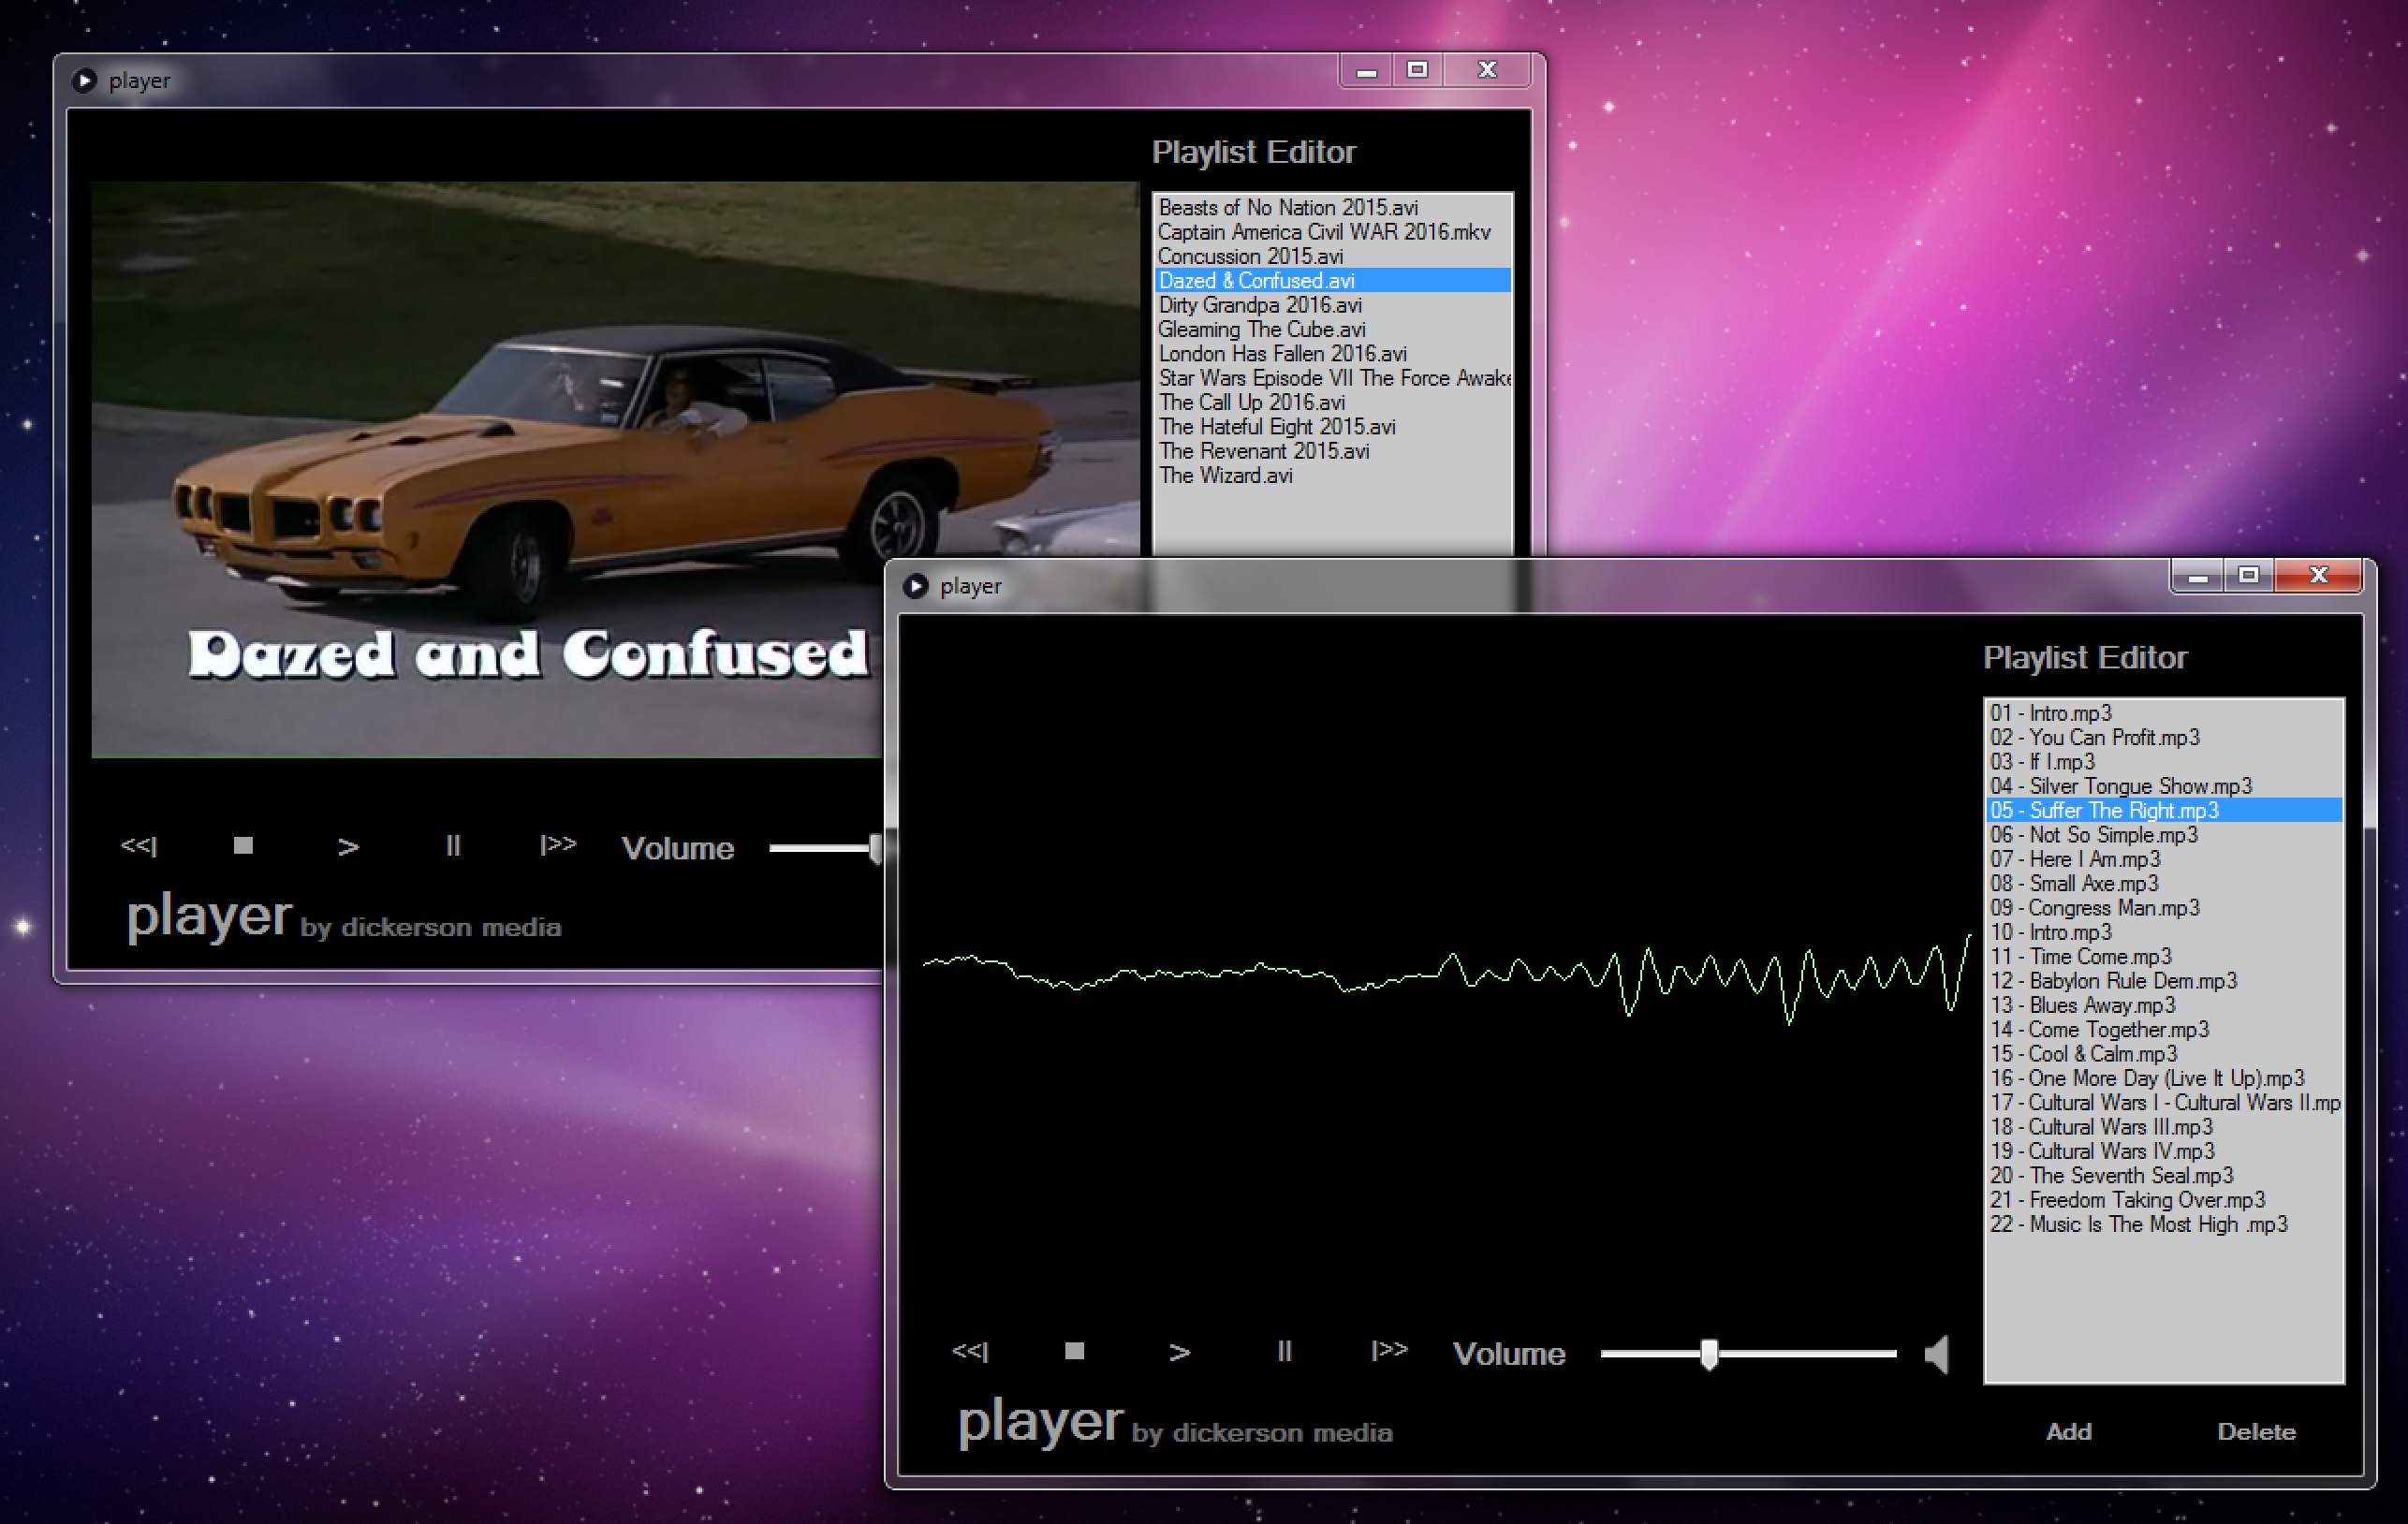 player
Playlist Editor
Beasts of No Nation 2015.avi
Captain America Civil WAR 2016.mkv
Concussion 2015.avi
Dazed & Confused.avi
Dirty Grandpa 2016.avi
Gleaming The Cube.avi
London Has Fallen 2016.avi
Star Wars Episode VII The Force Awake
The Call Up 2016.avi
The Hateful Eight 2015.avi
The Revenant 2015.avi
The Wizard.avi
Dazed and Confused
<<| ■ > || |>> Volume
player by dickerson media
player
Playlist Editor
01 - Intro.mp3
02 - You Can Profit.mp3
03 - If I.mp3
04 - Silver Tongue Show.mp3
05 - Suffer The Right.mp3
06 - Not So Simple.mp3
07 - Here I Am.mp3
08 - Small Axe.mp3
09 - Congress Man.mp3
10 - Intro.mp3
11 - Time Come.mp3
12 - Babylon Rule Dem.mp3
13 - Blues Away.mp3
14 - Come Together.mp3
15 - Cool & Calm.mp3
16 - One More Day (Live It Up).mp3
17 - Cultural Wars I - Cultural Wars II.mp
18 - Cultural Wars III.mp3
19 - Cultural Wars IV.mp3
20 - The Seventh Seal.mp3
21 - Freedom Taking Over.mp3
22 - Music Is The Most High .mp3
<<| ■ > || |>> Volume
player by dickerson media
Add Delete